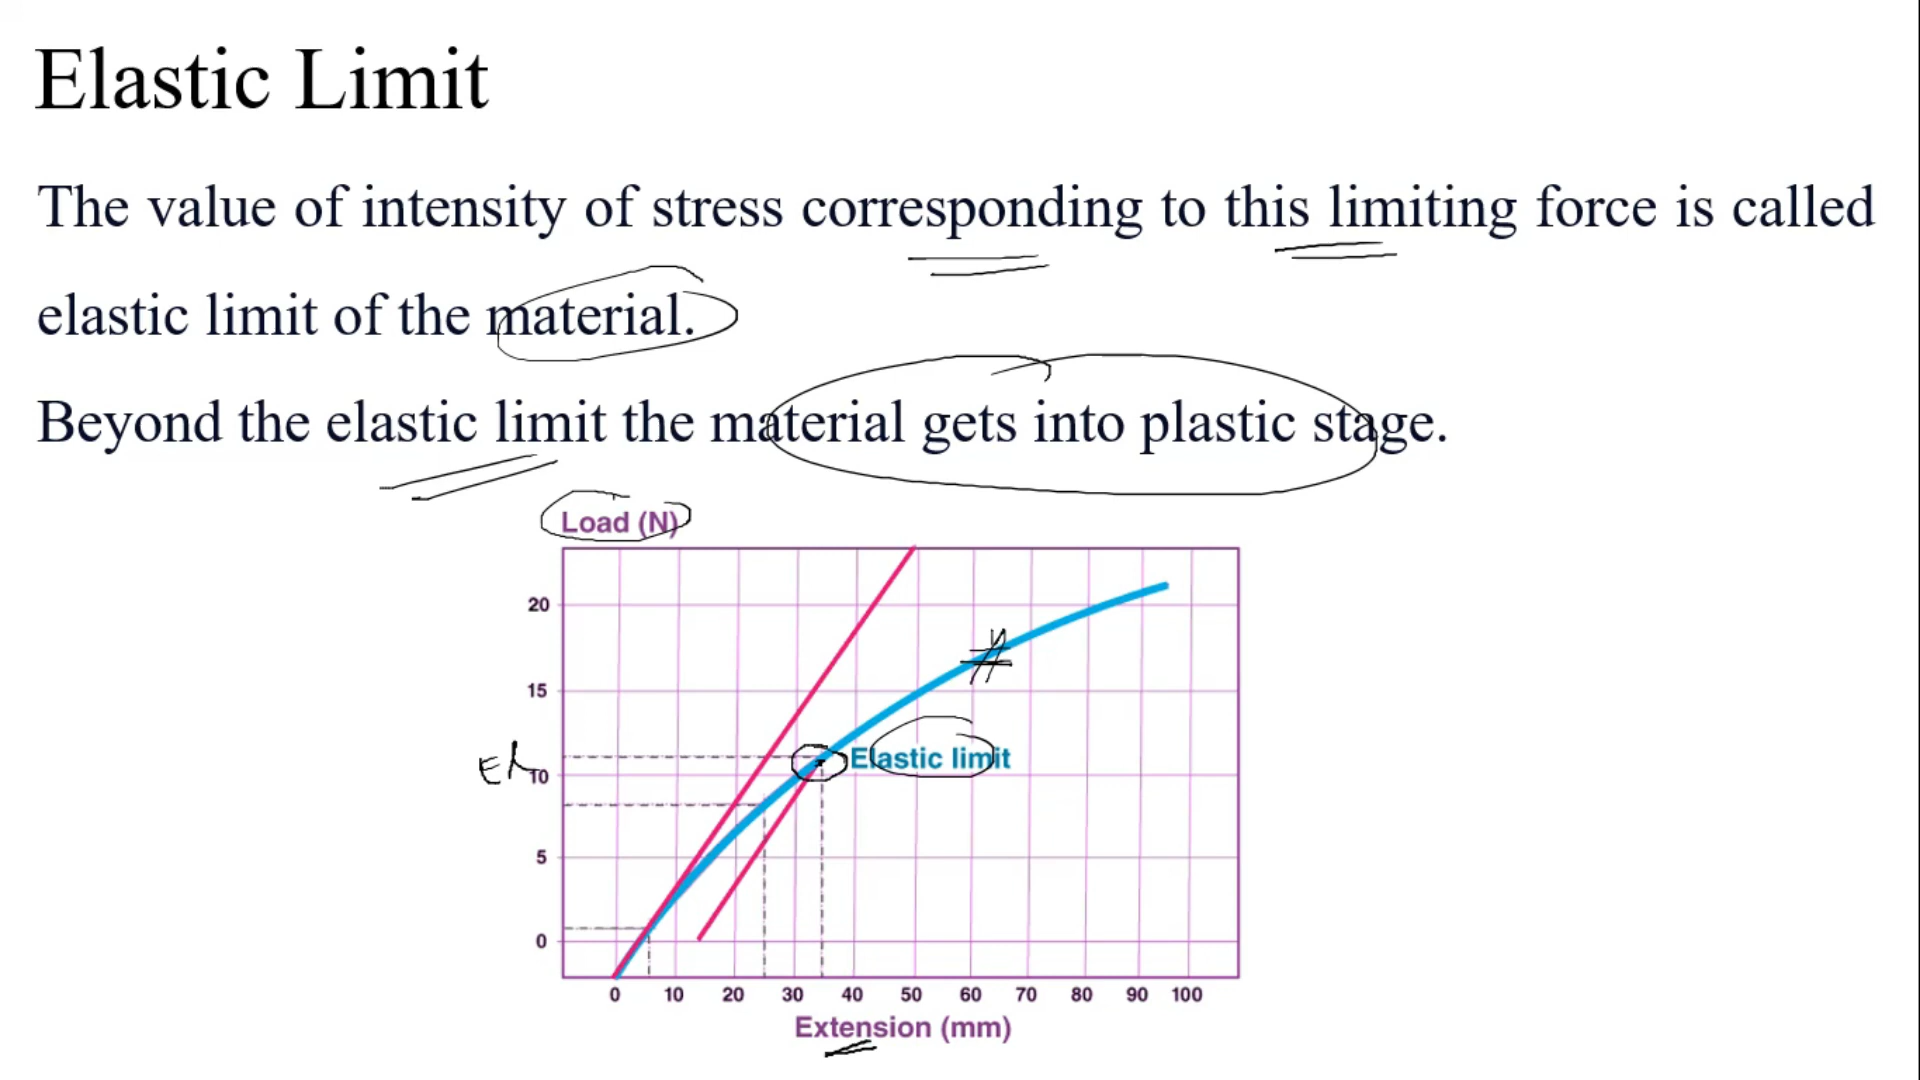 Elastic Limit
The value of intensity of stress corresponding to this limiting force is called
elastic limit of the material.
Beyond the elastic limit the material gets into plastic stage.
Load (N)
20
15
Elastic limit
EL
10
5
0
0 10 20 30 40 50 60 70 80 90 100
Extension (mm)